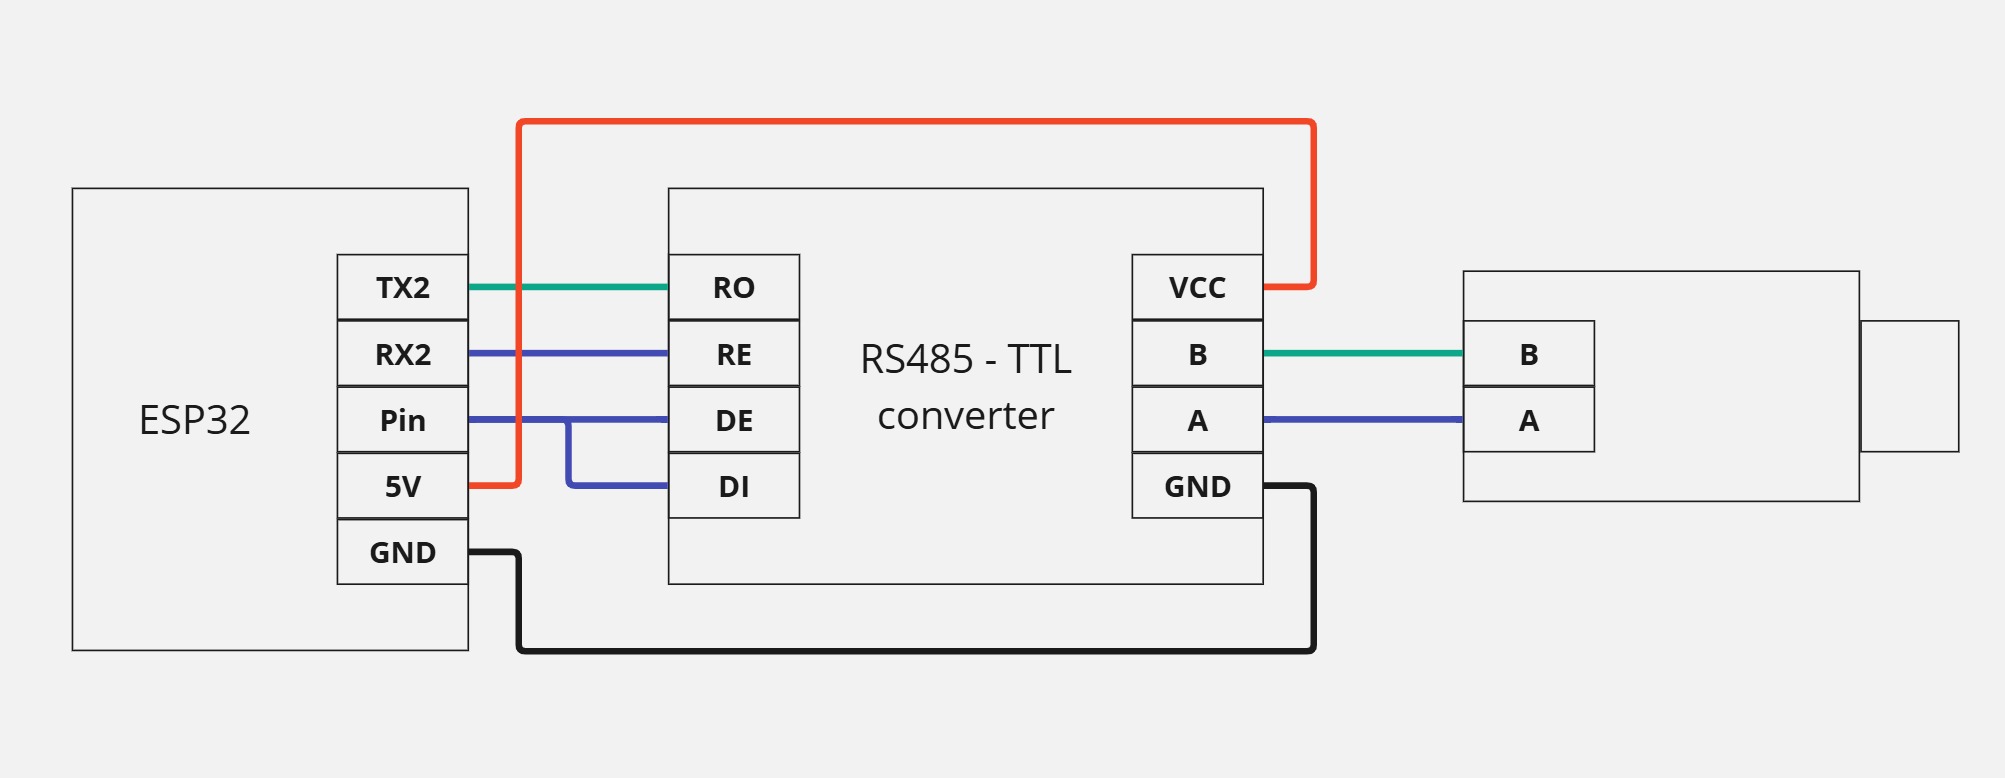 ESP32
TX2
RX2
Pin
5V
GND
RO
RE
DE
DI
RS485 - TTL
converter
VCC
B
A
GND
B
A